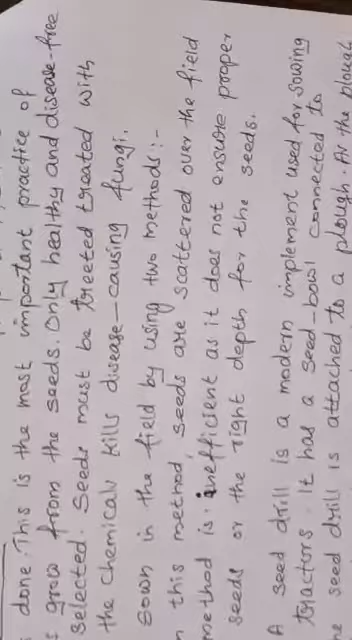 done. This is the most important practice of
grow from the seeds. Only healthy and disease-free
selected. Seeds must be treeted treated with
the chemicals kills disease-causing fungi.
sown in the field by using two methods:-
this method, seeds are scattered over the field
method is inefficient as it does not ensure proper
seeds or the right depth for the seeds.
A seed drill is a modern implement used for sowing
tractors. It has a seed-bowl connected to
seed drill is attached to a plough. As the plough